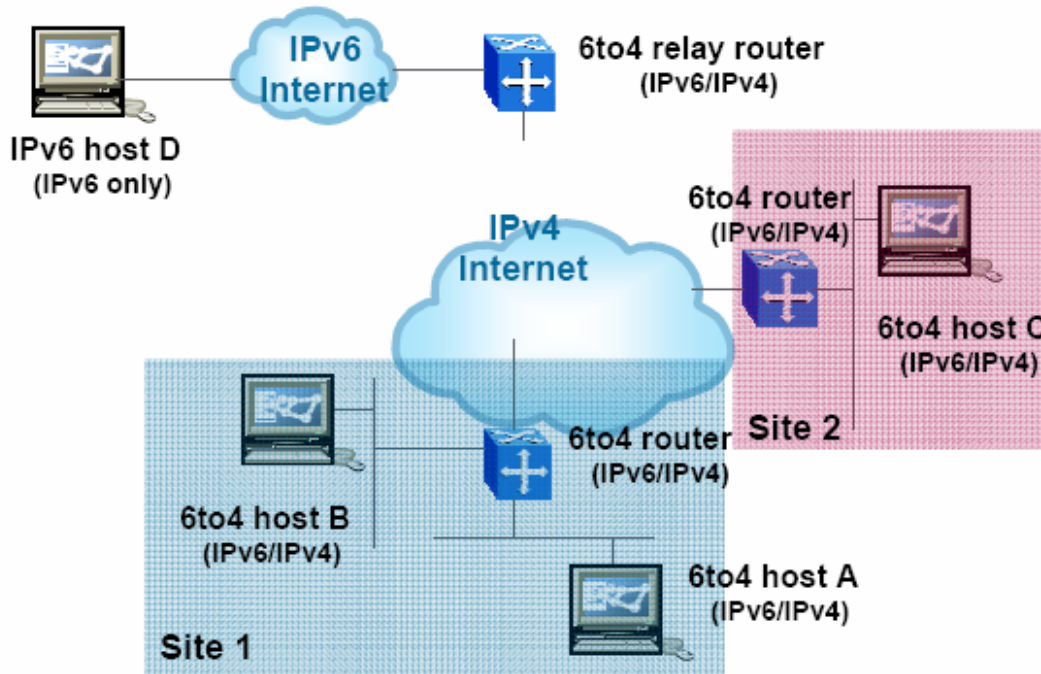 IPv6
Internet
6to4 relay router
(IPv6/IPv4)
IPv6 host D
(IPv6 only)
6to4 router
(IPv6/IPv4)
IPv4
Internet
6to4 host C
(IPv6/IPv4)
Site 2
6to4 router
(IPv6/IPv4)
6to4 host B
(IPv6/IPv4)
6to4 host A
(IPv6/IPv4)
Site 1